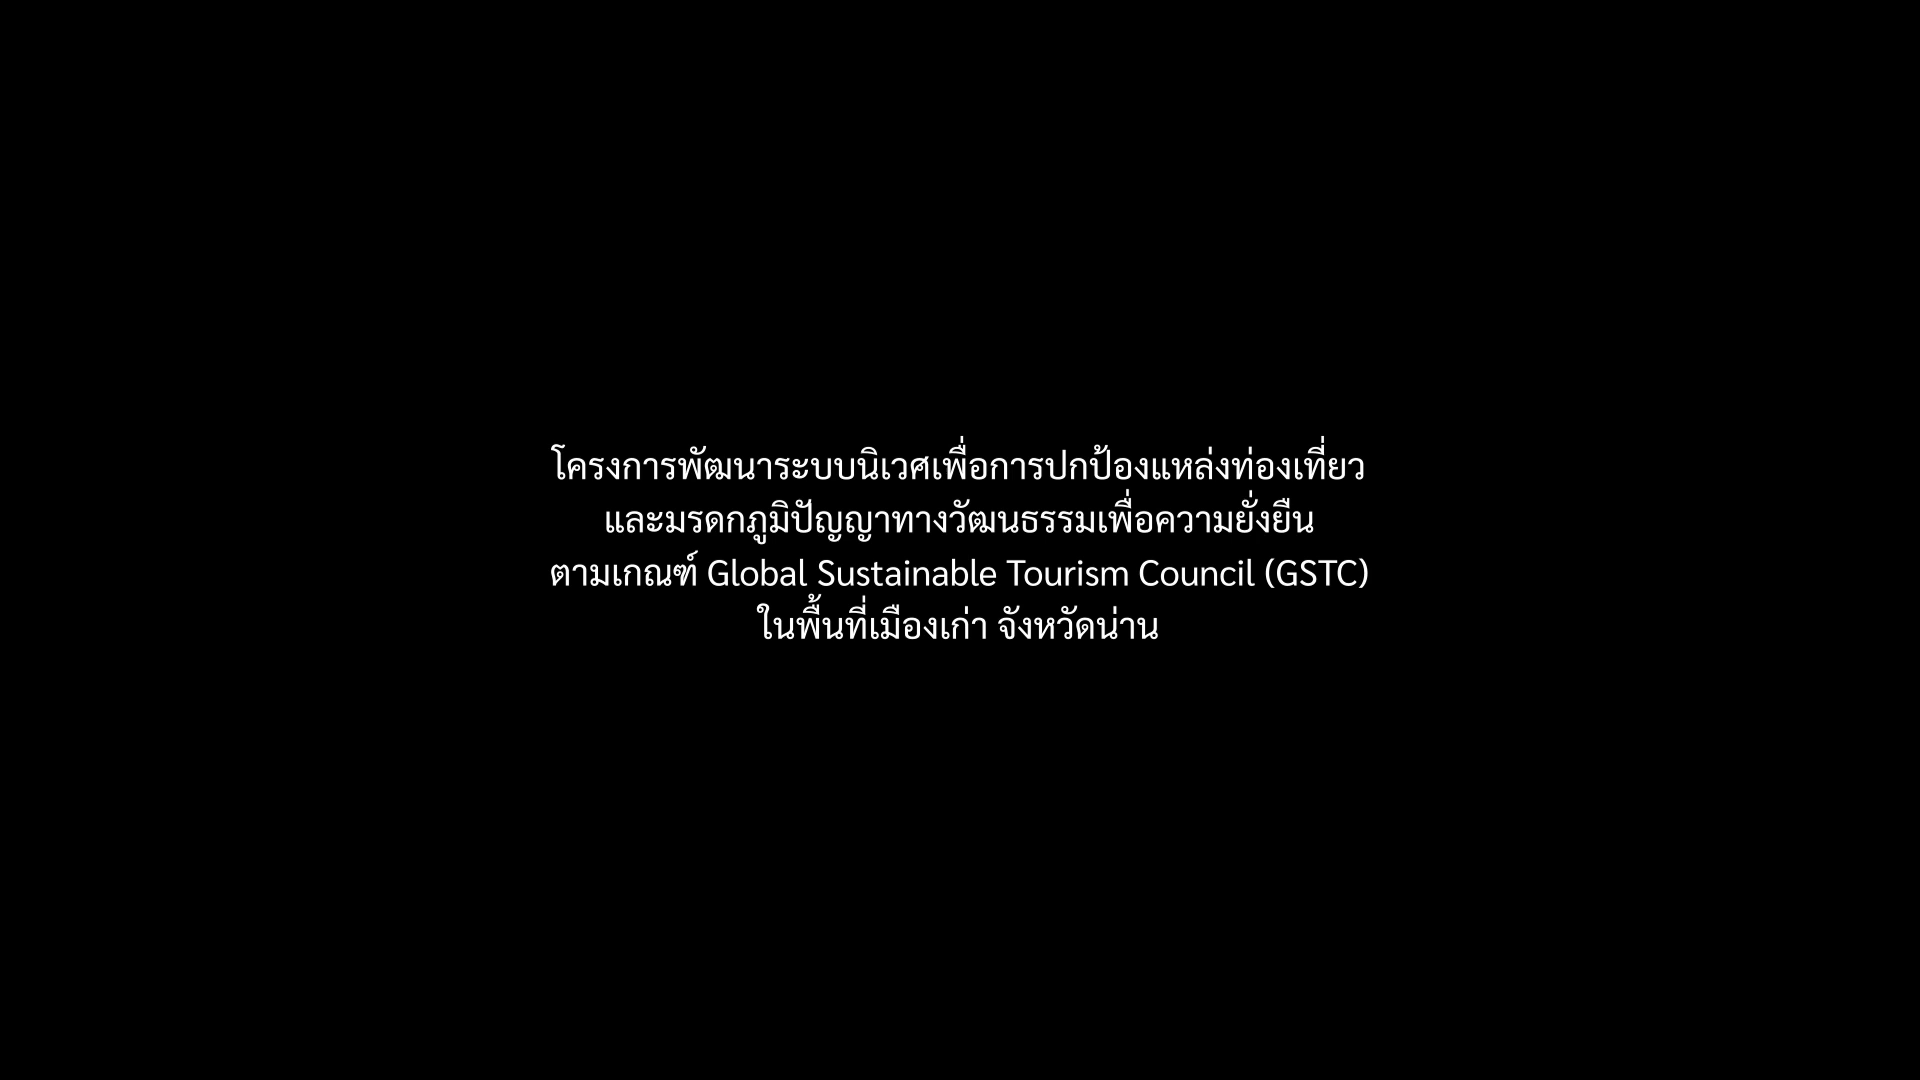 โครงการพัฒนาระบบนิเวศเพื่อการปกป้องแหล่งท่องเที่ยว
และมรดกภูมิปัญญาทางวัฒนธรรมเพื่อความยั่งยืน
ตามเกณฑ์ Global Sustainable Tourism Council (GSTC)
ในพื้นที่เมืองเก่า จังหวัดน่าน